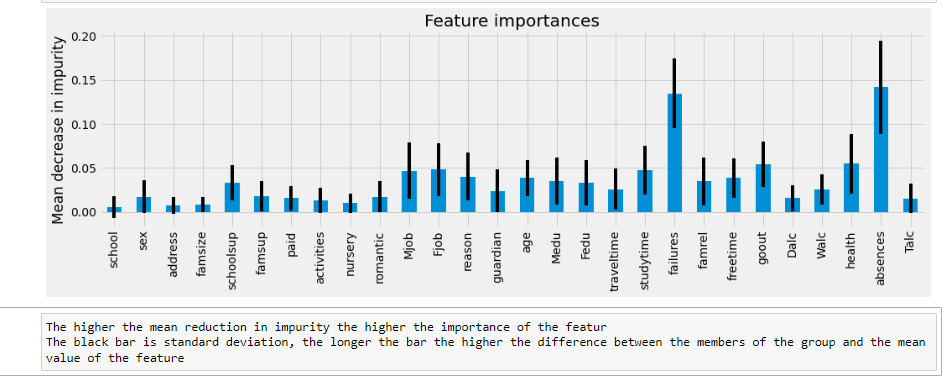 Feature importances
Mean decrease in impurity
0.20
0.15
0.10
0.05
0.00
school
sex
address
famsize
schoolsup
famsup
paid
activities
nursery
romantic
Mjob
Fjob
reason
guardian
age
Medu
Fedu
traveltime
studytime
failures
famrel
freetime
goout
Dalc
Walc
health
absences
Talc
The higher the mean reduction in impurity the higher the importance of the featur
The black bar is standard deviation, the longer the bar the higher the difference between the members of the group and the mean
value of the feature